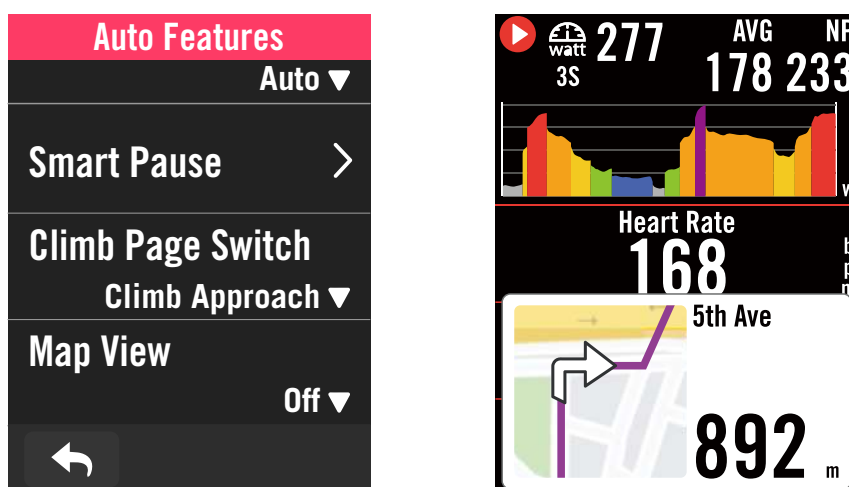 Auto Features
Auto
Smart Pause
Climb Page Switch
Climb Approach
Map View
Off
watt
3S
277
AVG
178
NP
233
Heart Rate
168
5th Ave
892 m